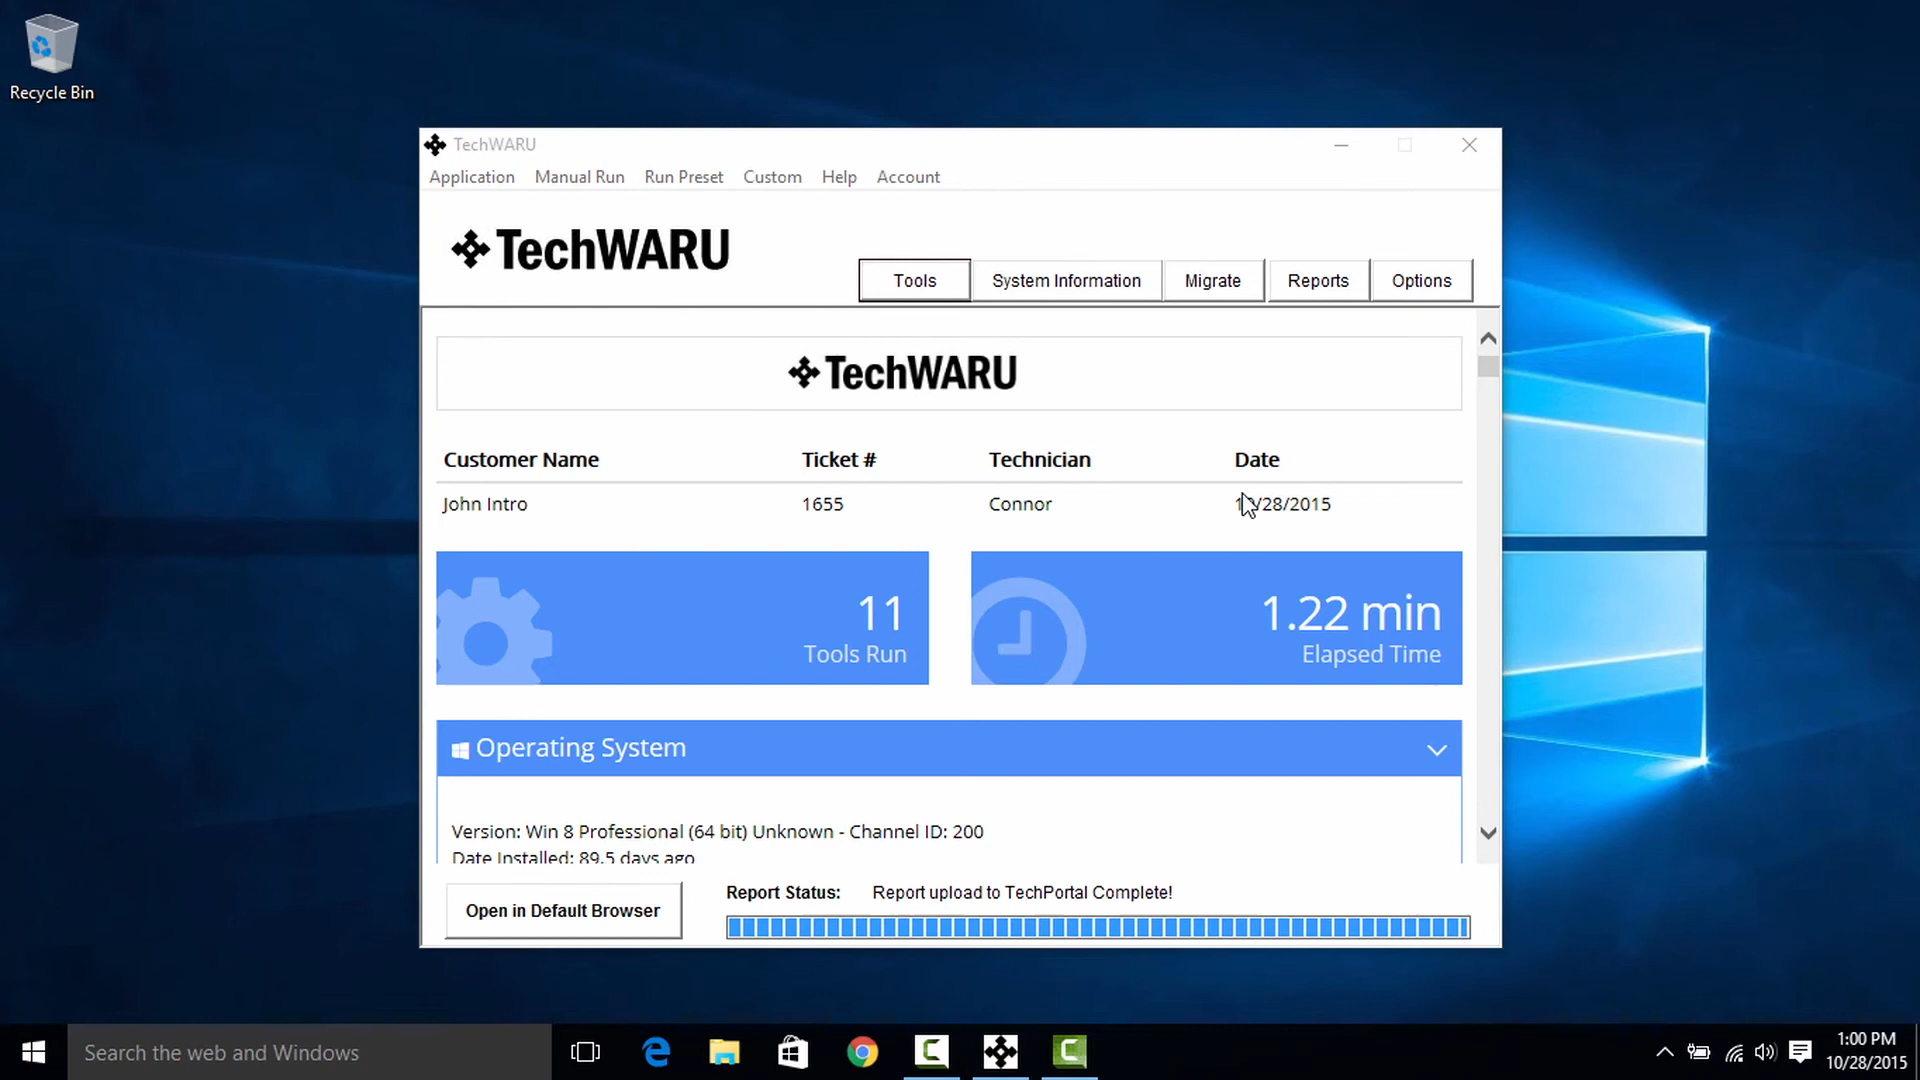 Recycle Bin
TechWARU
Application Manual Run Run Preset Custom Help Account
TechWARU
Tools System Information Migrate Reports Options
TechWARU
Customer Name Ticket # Technician Date
John Intro 1655 Connor 10/28/2015
11
Tools Run
1.22 min
Elapsed Time
Operating System
Version: Win 8 Professional (64 bit) Unknown - Channel ID: 200
Date Installed: 89.5 days ago
Open in Default Browser
Report Status: Report upload to TechPortal Complete!
Search the web and Windows
1:00 PM
10/28/2015